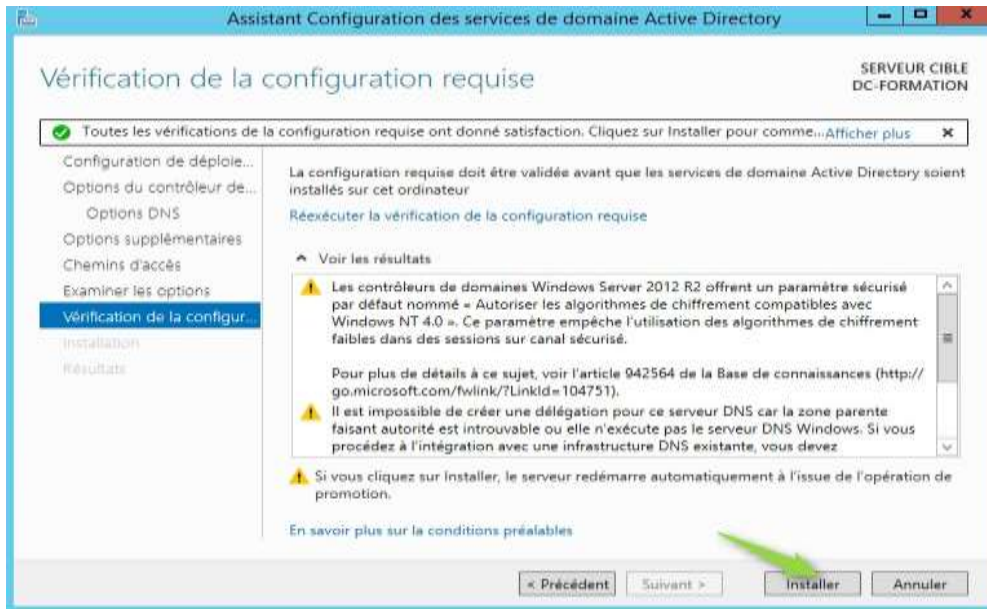 Assistant Configuration des services de domaine Active Directory
Vérification de la configuration requise
SERVEUR CIBLE
DC-FORMATION
Toutes les vérifications de la configuration requise ont donné satisfaction. Cliquez sur Installer pour comme...Afficher plus
Configuration de déploie...
Options du contrôleur de...
Options DNS
Options supplémentaires
Chemins d'accès
Examiner les options
Vérification de la configur...
Installation
Résultats
La configuration requise doit être validée avant que les services de domaine Active Directory soient
installés sur cet ordinateur
Réexécuter la vérification de la configuration requise
Voir les résultats
Les contrôleurs de domaines Windows Server 2012 R2 offrent un paramètre sécurisé
par défaut nommé « Autoriser les algorithmes de chiffrement compatibles avec
Windows NT 4.0 ». Ce paramètre empêche l'utilisation des algorithmes de chiffrement
faibles dans des sessions sur canal sécurisé.
Pour plus de détails à ce sujet, voir l'article 942564 de la Base de connaissances (http://
go.microsoft.com/fwlink/?LinkId=104751).
Il est impossible de créer une délégation pour ce serveur DNS car la zone parente
faisant autorité est introuvable ou elle n'exécute pas le serveur DNS Windows. Si vous
procédez à l'intégration avec une infrastructure DNS existante, vous devez
Si vous cliquez sur Installer, le serveur redémarre automatiquement à l'issue de l'opération de
promotion.
En savoir plus sur la conditions préalables
< Précédent
Suivant >
Installer
Annuler